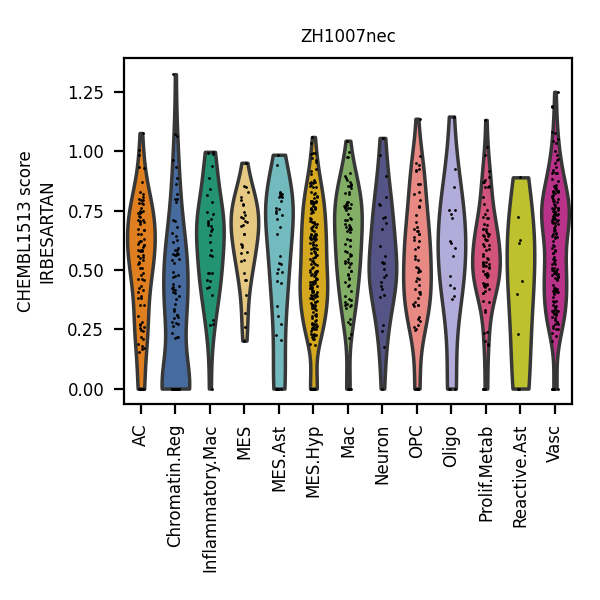 ZH1007nec
CHEMBL1513 score
IRBESARTAN
1.25
1.00
0.75
0.50
0.25
0.00
AC
Chromatin.Reg
Inflammatory.Mac
MES
MES.Ast
MES.Hyp
Mac
Neuron
OPC
Oligo
Prolif.Metab
Reactive.Ast
Vasc